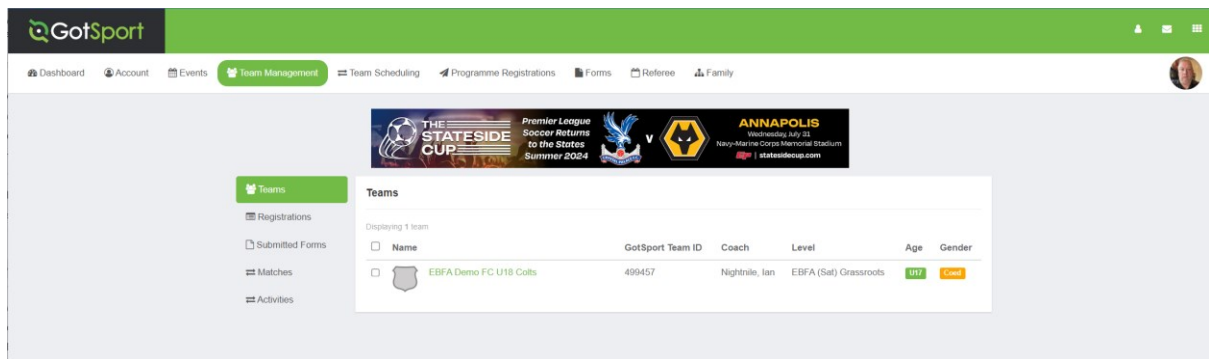 GotSport
Dashboard Account Events Team Management Team Scheduling Programme Registrations Forms Referee Family
THE STATESIDE CUP
Premier League Soccer Returns to the States Summer 2024
V
ANNAPOLIS
Wednesday, July 31
Navy-Marine Corps Memorial Stadium
statesidecup.com
Teams
Registrations
Submitted Forms
Matches
Activities
Teams
Displaying 1 team
Name GotSport Team ID Coach Level Age Gender
EBFA Demo FC U18 Colts 499457 Nightnile, Ian EBFA (Sat) Grassroots U17 Coed